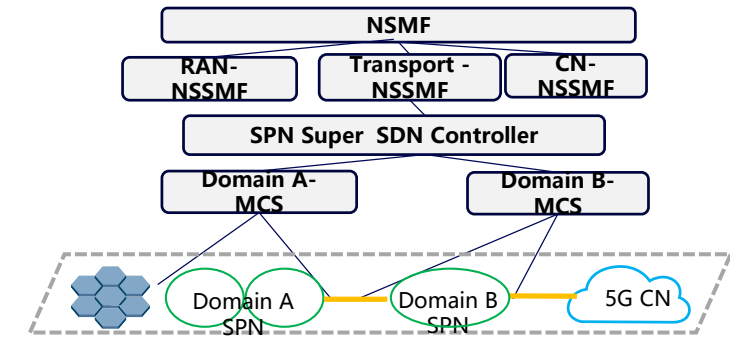 NSMF
RAN-
NSSMF
Transport -
NSSMF
CN-
NSSMF
SPN Super SDN Controller
Domain A-
MCS
Domain B-
MCS
Domain A
SPN
Domain B
SPN
5G CN